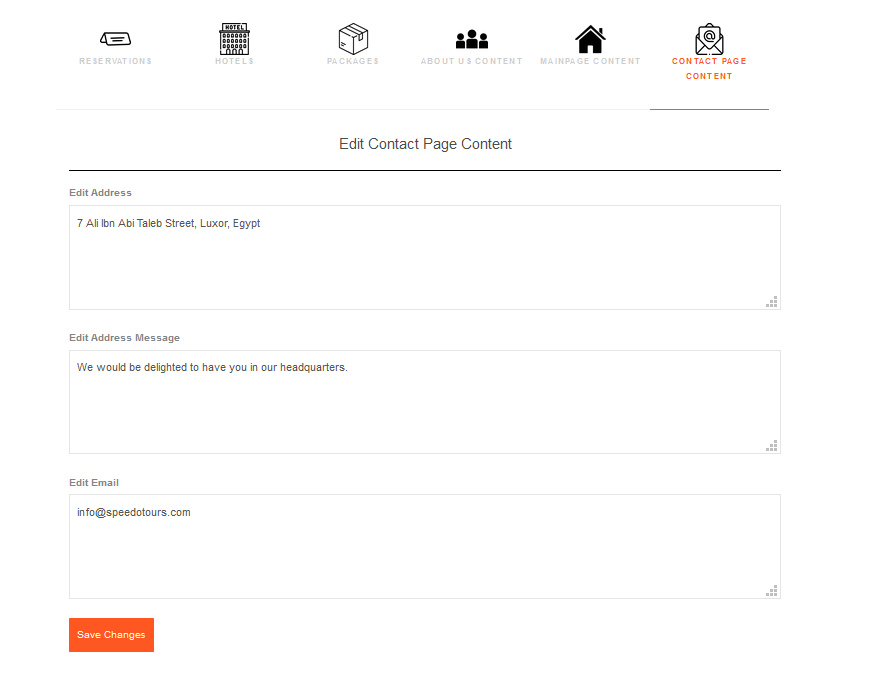 HOTEL
RESERVATIONS
HOTELS
PACKAGES
ABOUT US CONTENT
MAINPAGE CONTENT
CONTACT PAGE
CONTENT
Edit Contact Page Content
Edit Address
7 Ali Ibn Abi Taleb Street, Luxor, Egypt
Edit Address Message
We would be delighted to have you in our headquarters.
Edit Email
info@speedotours.com
Save Changes